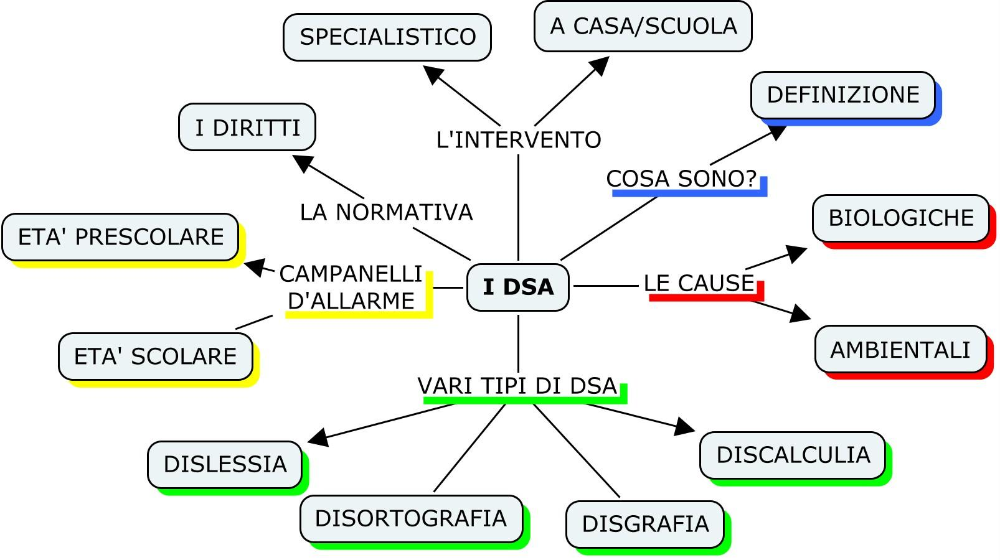 A CASA/SCUOLA
SPECIALISTICO
DEFINIZIONE
I DIRITTI
L'INTERVENTO
COSA SONO?
LA NORMATIVA
BIOLOGICHE
ETA' PRESCOLARE
CAMPANELLI
D'ALLARME
I DSA
LE CAUSE
ETA' SCOLARE
AMBIENTALI
VARI TIPI DI DSA
DISLESSIA
DISCALCULIA
DISORTOGRAFIA
DISGRAFIA